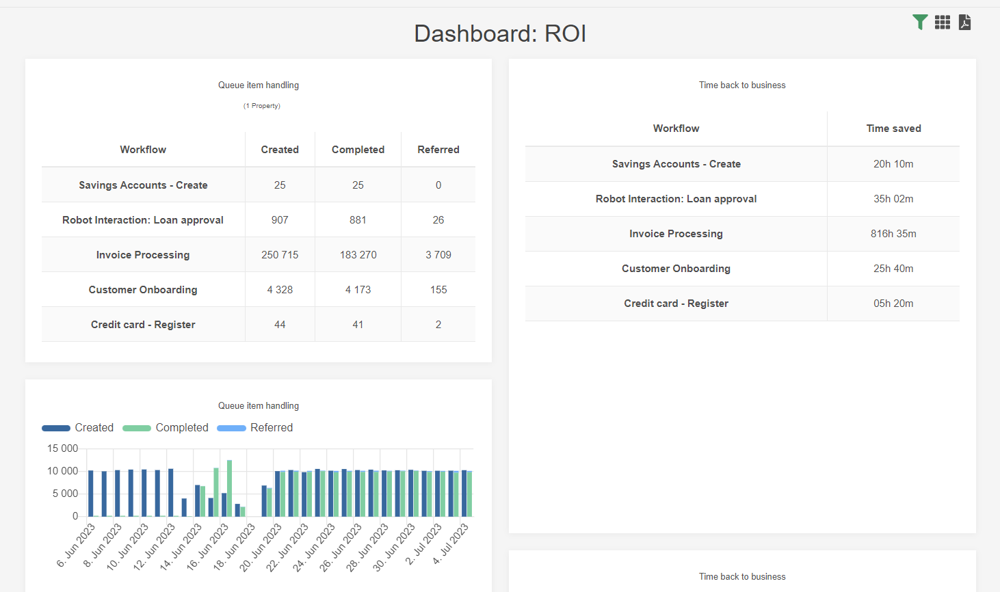 Dashboard: ROI
Queue item handling
(1 Property)
Workflow Created Completed Referred
Savings Accounts - Create 25 25 0
Robot Interaction: Loan approval 907 881 26
Invoice Processing 250 715 183 270 3 709
Customer Onboarding 4 328 4 173 155
Credit card - Register 44 41 2
Time back to business
Workflow Time saved
Savings Accounts - Create 20h 10m
Robot Interaction: Loan approval 35h 02m
Invoice Processing 816h 35m
Customer Onboarding 25h 40m
Credit card - Register 05h 20m
Queue item handling
Created Completed Referred
15 000
10 000
5 000
0
6. Jun 2023 8. Jun 2023 10. Jun 2023 12. Jun 2023 14. Jun 2023 16. Jun 2023 18. Jun 2023 20. Jun 2023 22. Jun 2023 24. Jun 2023 26. Jun 2023 28. Jun 2023 30. Jun 2023 2. Jul 2023 4. Jul 2023
Time back to business